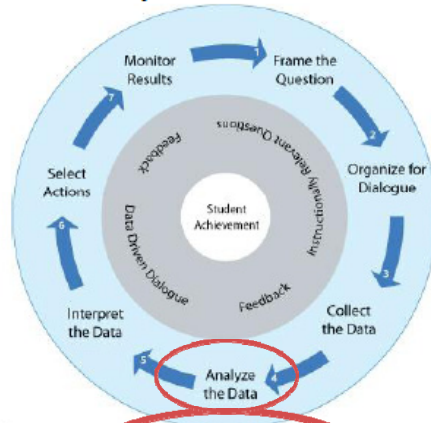 1
Frame the
Question
2
Organize for
Dialogue
3
Collect
the Data
4
Analyze
the Data
5
Interpret
the Data
6
Select
Actions
7
Monitor
Results
Instructionally Relevant Questions
Feedback
Data Driven Dialogue
Feedback
Student
Achievement